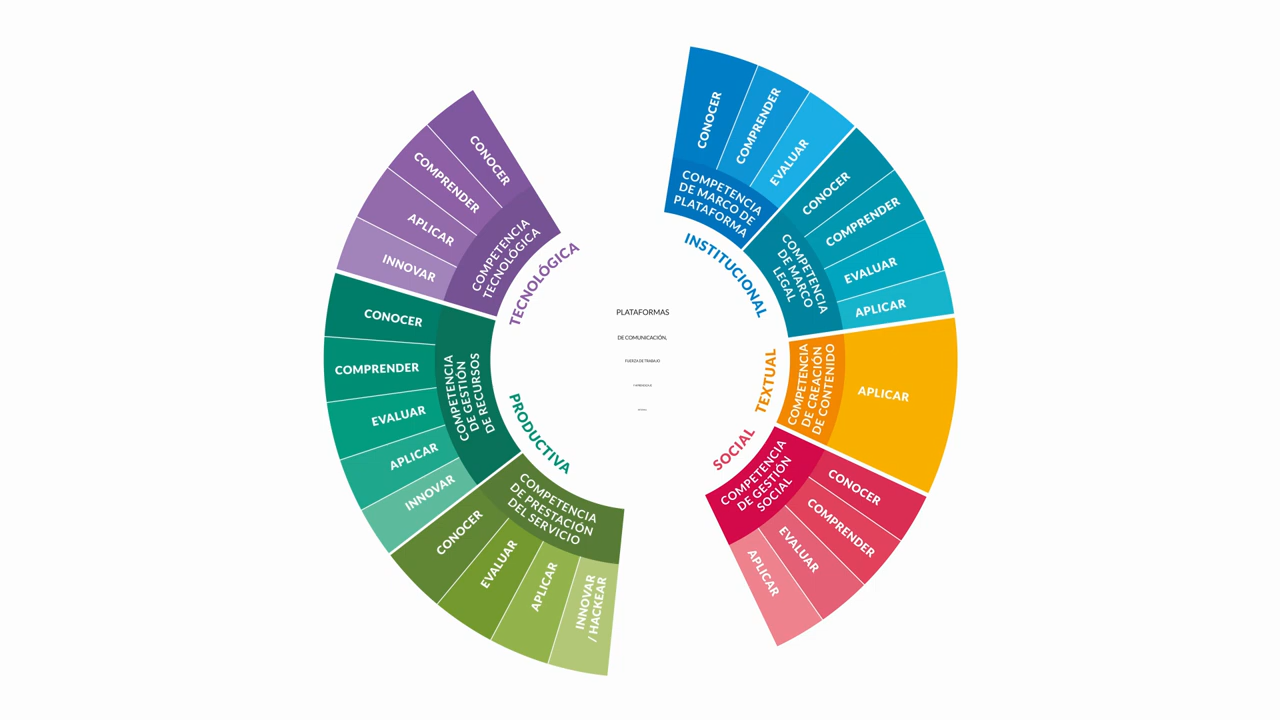 CONOCER
COMPRENDER
EVALUAR
COMPETENCIA
DE MARCO DE
PLATAFORMA
INSTITUCIONAL
CONOCER
COMPRENDER
EVALUAR
APLICAR
COMPETENCIA
DE MARCO
LEGAL
APLICAR
COMPETENCIA
DE CREACIÓN
DE CONTENIDO
TEXTUAL
CONOCER
COMPRENDER
EVALUAR
APLICAR
COMPETENCIA
DE GESTIÓN
SOCIAL
SOCIAL
INNOVAR
/ HACKEAR
APLICAR
EVALUAR
CONOCER
COMPETENCIA
DE PRESTACIÓN
DEL SERVICIO
PRODUCTIVA
CONOCER
COMPRENDER
EVALUAR
APLICAR
INNOVAR
COMPETENCIA
DE GESTIÓN
DE RECURSOS
CONOCER
COMPRENDER
APLICAR
INNOVAR
COMPETENCIA
TECNOLÓGICA
TECNOLÓGICA
PLATAFORMAS
DE COMUNICACIÓN,
FUERZA DE TRABAJO